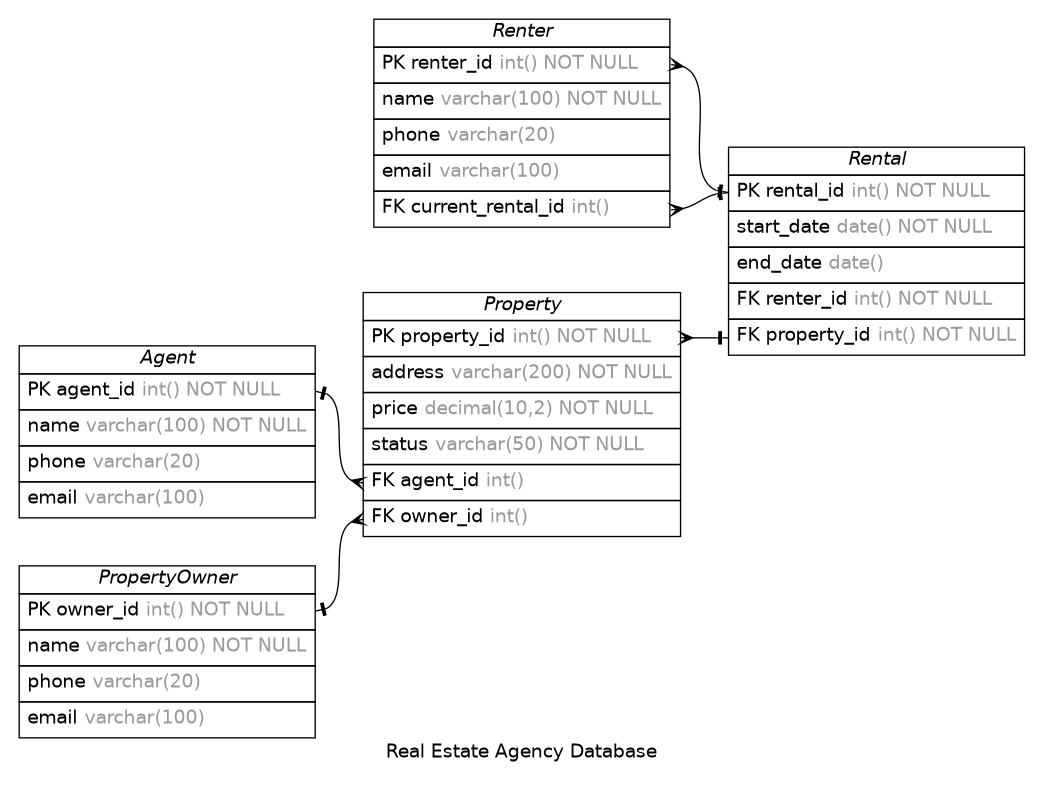 Renter
PK renter_id int() NOT NULL
name varchar(100) NOT NULL
phone varchar(20)
email varchar(100)
FK current_rental_id int()
Rental
PK rental_id int() NOT NULL
start_date date() NOT NULL
end_date date()
FK renter_id int() NOT NULL
FK property_id int() NOT NULL
Property
PK property_id int() NOT NULL
address varchar(200) NOT NULL
price decimal(10,2) NOT NULL
status varchar(50) NOT NULL
FK agent_id int()
FK owner_id int()
Agent
PK agent_id int() NOT NULL
name varchar(100) NOT NULL
phone varchar(20)
email varchar(100)
PropertyOwner
PK owner_id int() NOT NULL
name varchar(100) NOT NULL
phone varchar(20)
email varchar(100)
Real Estate Agency Database